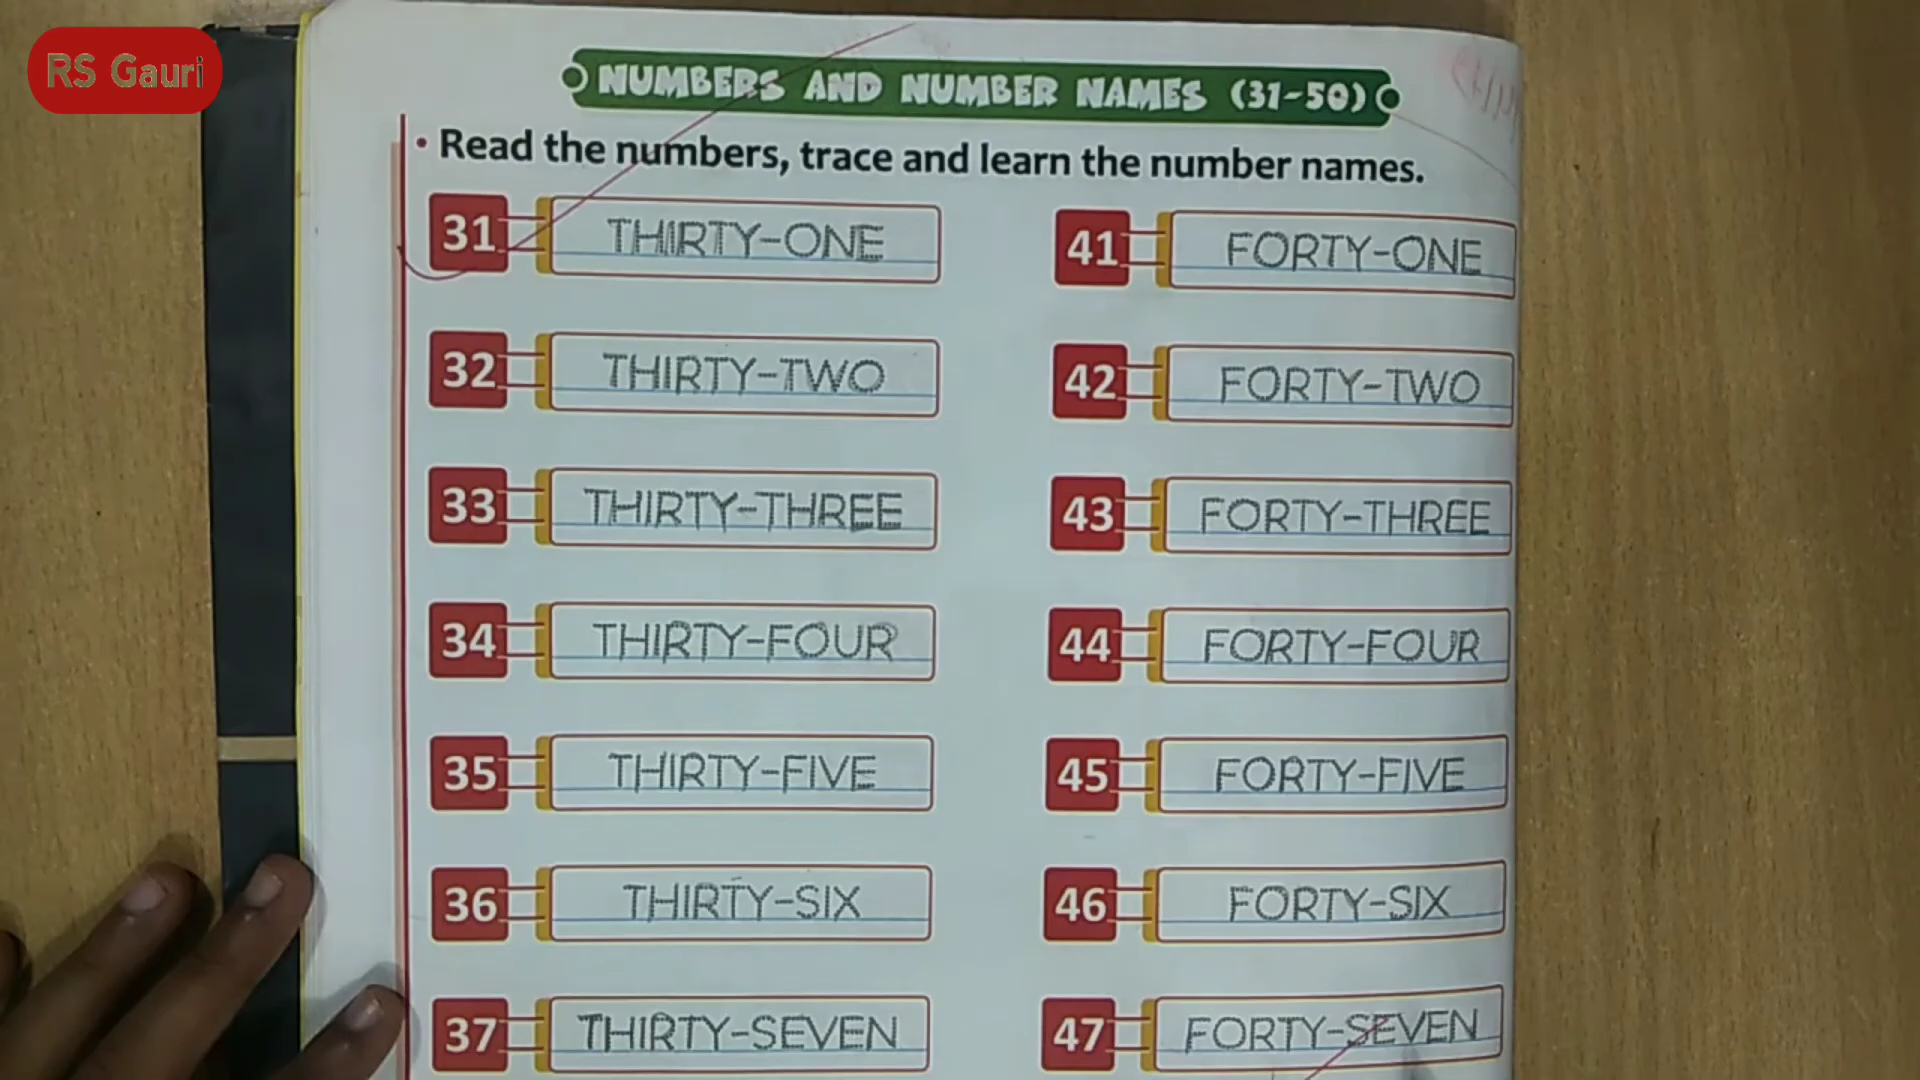 RS Gauri
NUMBERS AND NUMBER NAMES (31-50)
• Read the numbers, trace and learn the number names.
31 THIRTY-ONE 41 FORTY-ONE
32 THIRTY-TWO 42 FORTY-TWO
33 THIRTY-THREE 43 FORTY-THREE
34 THIRTY-FOUR 44 FORTY-FOUR
35 THIRTY-FIVE 45 FORTY-FIVE
36 THIRTY-SIX 46 FORTY-SIX
37 THIRTY-SEVEN 47 FORTY-SEVEN